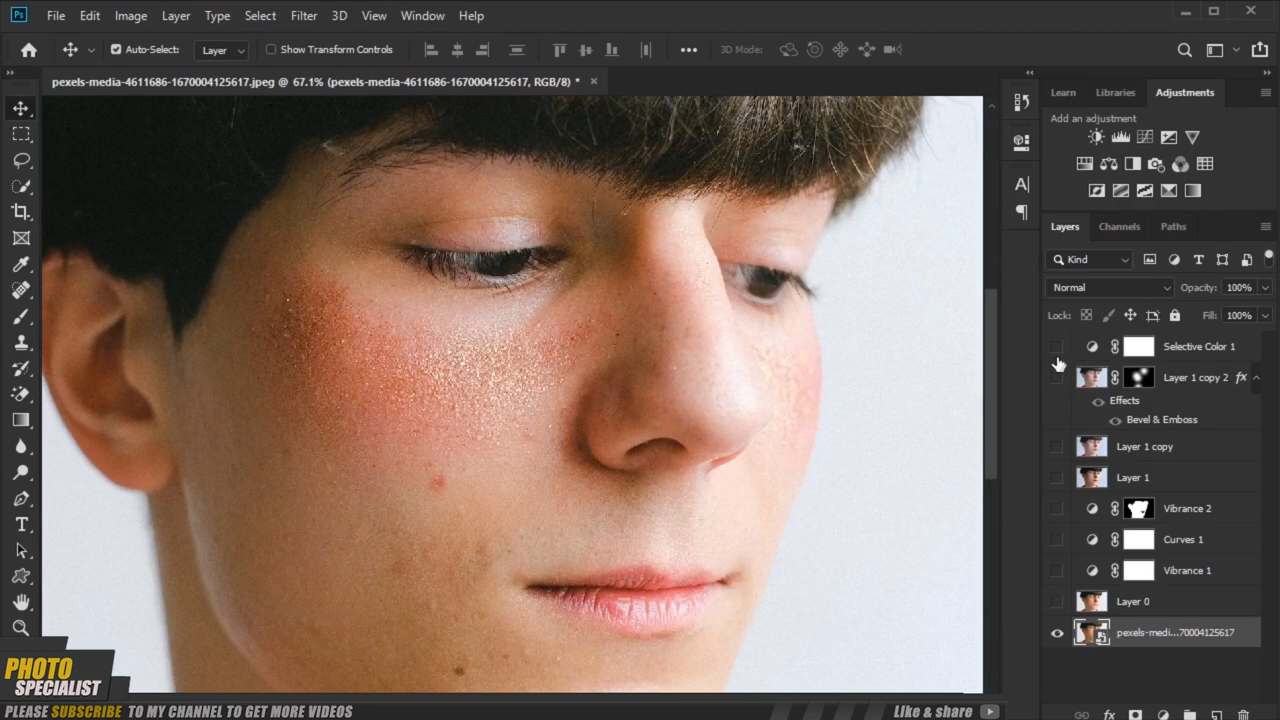 Ps File Edit Image Layer Type Select Filter 3D View Window Help
Auto-Select: Layer Show Transform Controls 3D Mode:
pexels-media-4611686-1670004125617.jpeg @ 67.1% (pexels-media-4611686-1670004125617, RGB/8) *
Learn Libraries Adjustments
Add an adjustment
Layers Channels Paths
Kind
Normal Opacity: 100%
Lock: Fill: 100%
Selective Color 1
Layer 1 copy 2 fx
Effects
Bevel & Emboss
Layer 1 copy
Layer 1
Vibrance 2
Curves 1
Vibrance 1
Layer 0
pexels-medi...70004125617
fx
PHOTO
SPECIALIST
PLEASE SUBSCRIBE TO MY CHANNEL TO GET MORE VIDEOS
Like & share